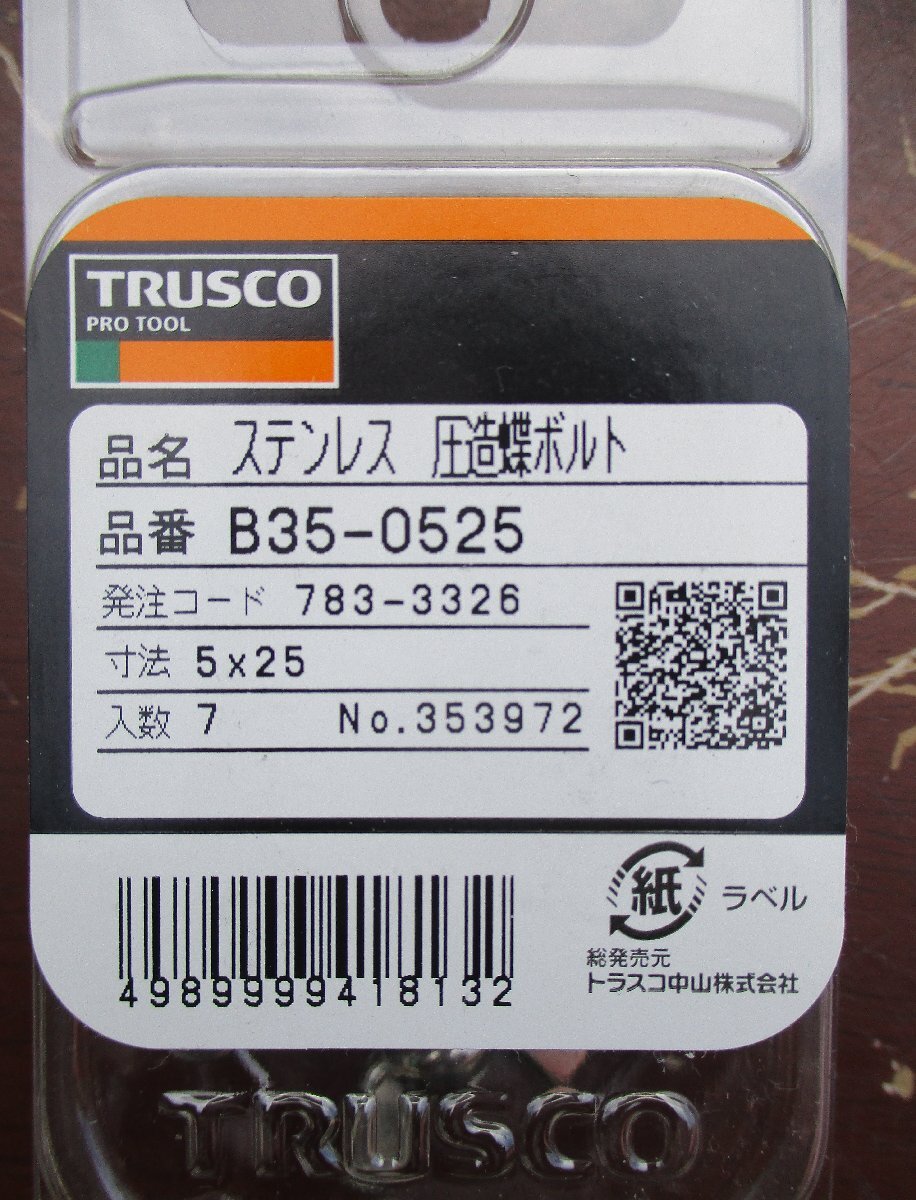 TRUSCO
PRO TOOL
品名 ステンレス 圧造蝶ボルト
品番 B35-0525
発注コード 783-3326
寸法 5x25
入数 7 No.353972
4989999418132
紙 ラベル
総発売元
トラスコ中山株式会社
TRUSCO